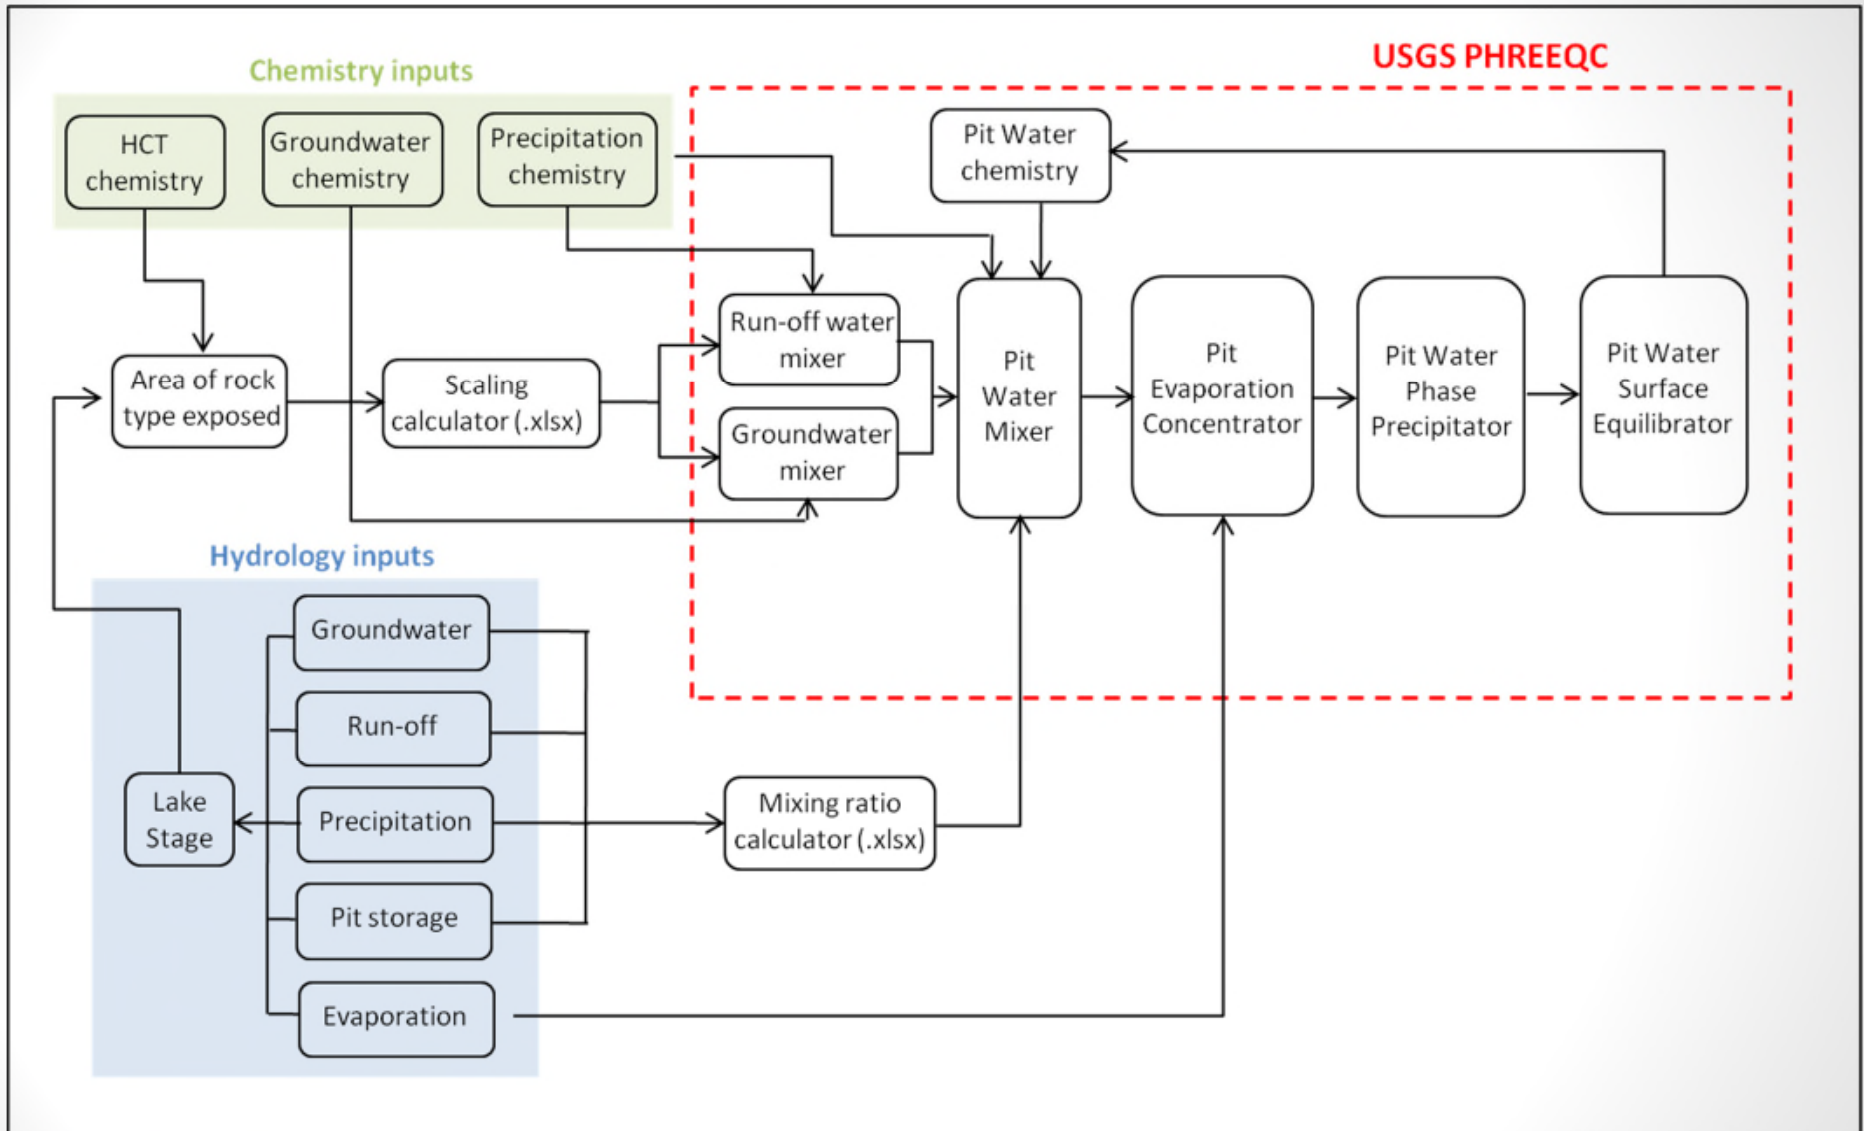 USGS PHREEQC
Chemistry inputs
HCT
chemistry
Groundwater
chemistry
Precipitation
chemistry
Pit Water
chemistry
Area of rock
type exposed
Scaling
calculator (.xlsx)
Run-off water
mixer
Groundwater
mixer
Pit
Water
Mixer
Pit
Evaporation
Concentrator
Pit Water
Phase
Precipitator
Pit Water
Surface
Equilibrator
Hydrology inputs
Groundwater
Run-off
Lake
Stage
Precipitation
Pit storage
Evaporation
Mixing ratio
calculator (.xlsx)